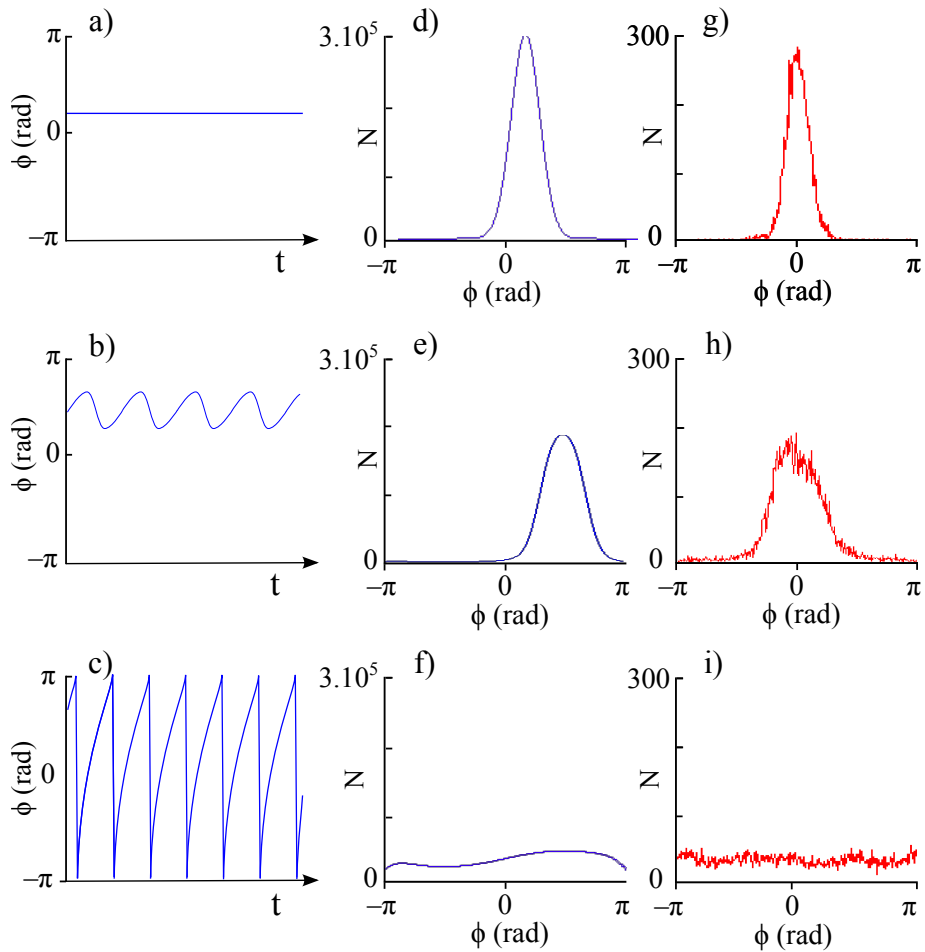 a)
π
0
–π
ϕ (rad)
t
d)
3.10⁵
N
0
–π 0 π
ϕ (rad)
g)
300
N
0
–π 0 π
ϕ (rad)
b)
π
0
–π
ϕ (rad)
t
e)
3.10⁵
N
0
–π 0 π
ϕ (rad)
h)
300
N
0
–π 0 π
ϕ (rad)
c)
π
0
–π
ϕ (rad)
t
f)
3.10⁵
N
0
–π 0 π
ϕ (rad)
i)
300
N
0
–π 0 π
ϕ (rad)